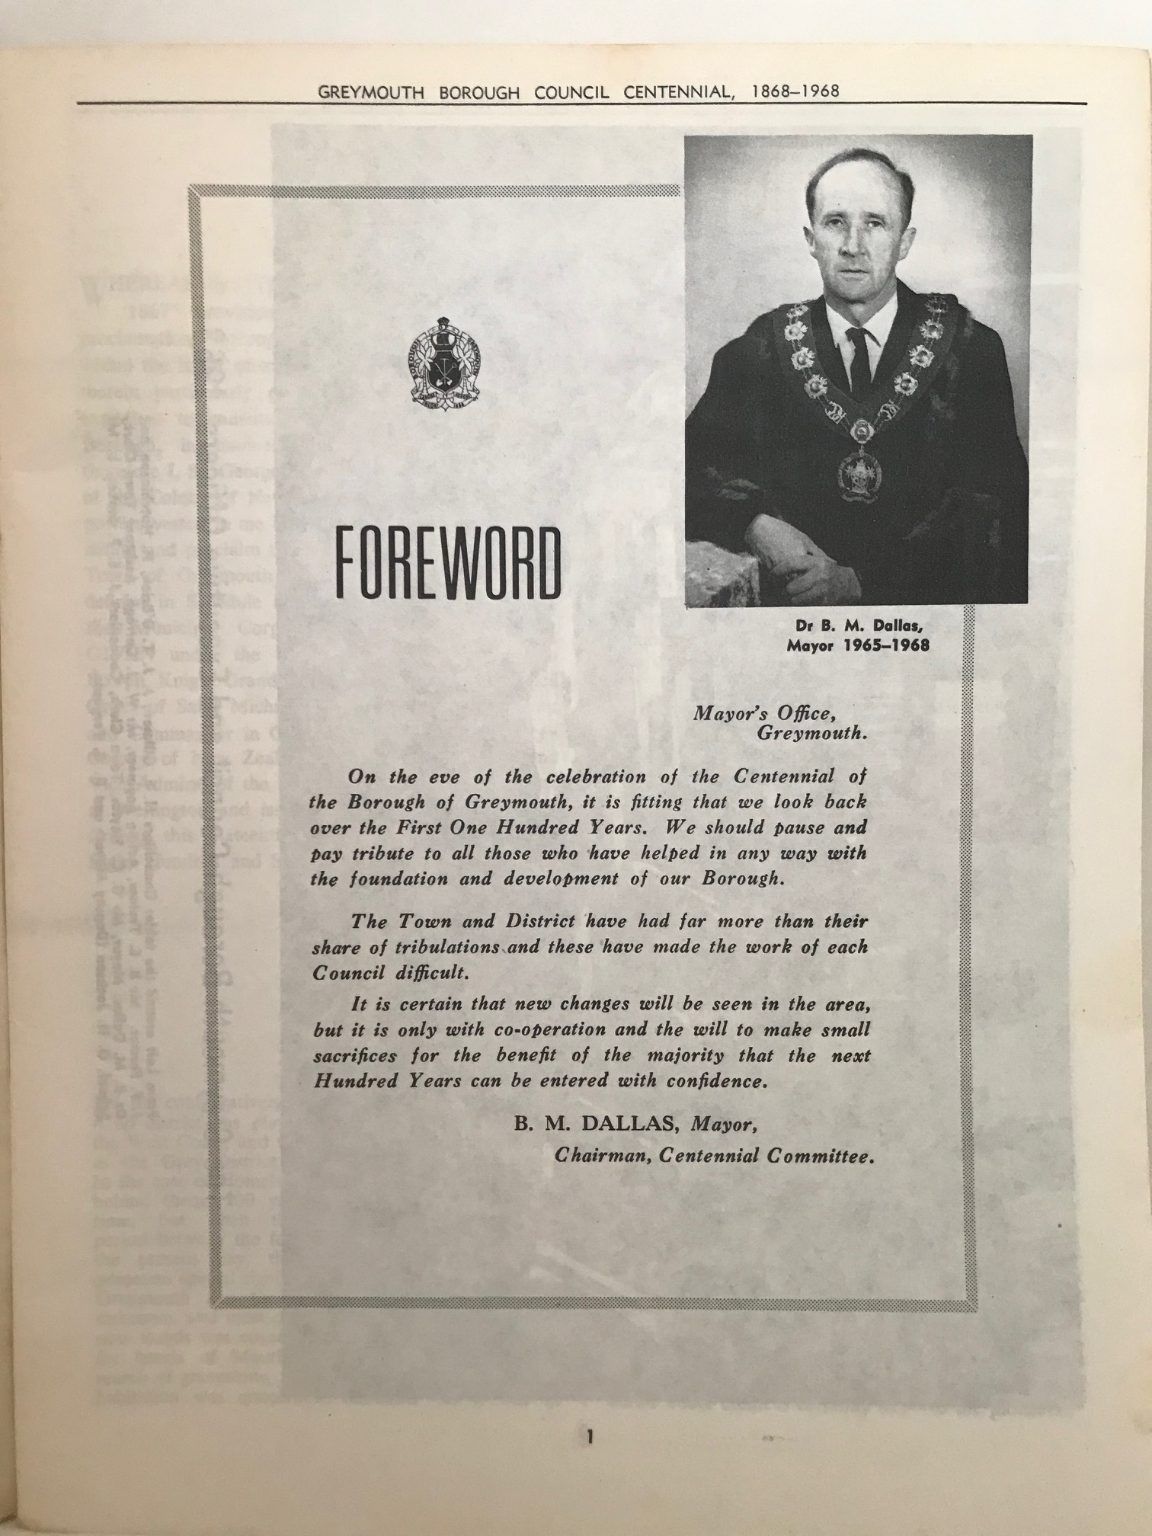 GREYMOUTH BOROUGH COUNCIL CENTENNIAL, 1868–1968
FOREWORD
Dr B. M. Dallas,
Mayor 1965–1968
Mayor's Office,
Greymouth.
On the eve of the celebration of the Centennial of
the Borough of Greymouth, it is fitting that we look back
over the First One Hundred Years. We should pause and
pay tribute to all those who have helped in any way with
the foundation and development of our Borough.
The Town and District have had far more than their
share of tribulations and these have made the work of each
Council difficult.
It is certain that new changes will be seen in the area,
but it is only with co-operation and the will to make small
sacrifices for the benefit of the majority that the next
Hundred Years can be entered with confidence.
B. M. DALLAS, Mayor,
Chairman, Centennial Committee.
1